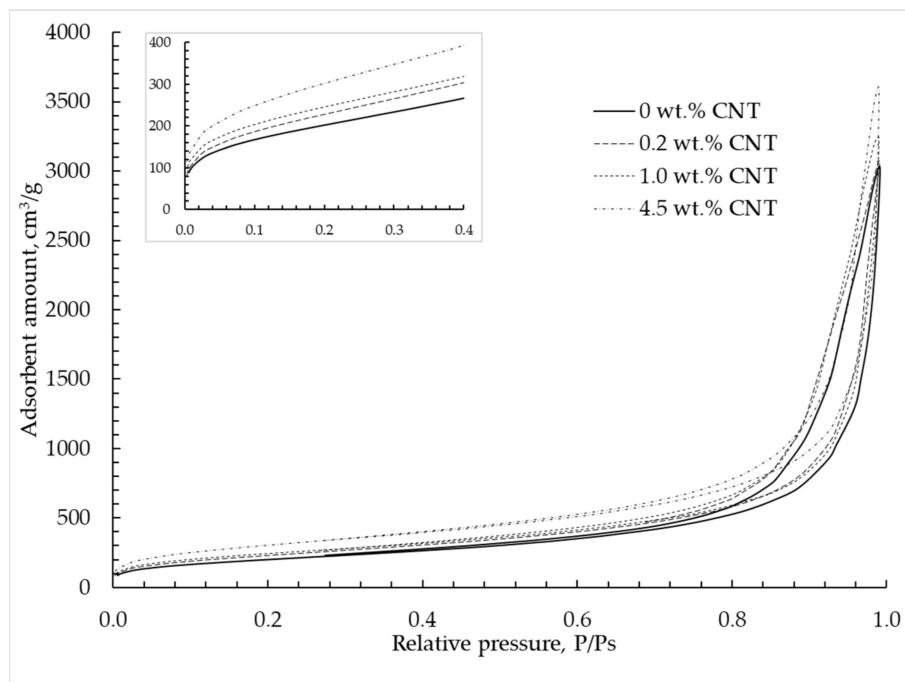 4000
3500
3000
2500
2000
1500
1000
500
0
Adsorbent amount, cm³/g
400
300
200
100
0
0.0 0.1 0.2 0.3 0.4
0 wt.% CNT
0.2 wt.% CNT
1.0 wt.% CNT
4.5 wt.% CNT
0.0 0.2 0.4 0.6 0.8 1.0
Relative pressure, P/Ps